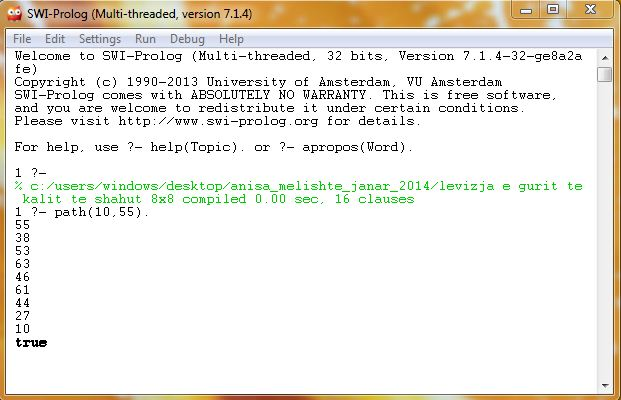 SWI-Prolog (Multi-threaded, version 7.1.4)
File Edit Settings Run Debug Help
Welcome to SWI-Prolog (Multi-threaded, 32 bits, Version 7.1.4-32-ge8a2a
fe)
Copyright (c) 1990-2013 University of Amsterdam, VU Amsterdam
SWI-Prolog comes with ABSOLUTELY NO WARRANTY. This is free software,
and you are welcome to redistribute it under certain conditions.
Please visit http://www.swi-prolog.org for details.
For help, use ?- help(Topic). or ?- apropos(Word).
1 ?-
% c:/users/windows/desktop/anisa_melishte_janar_2014/levizja e gurit te
kalit te shahut 8x8 compiled 0.00 sec, 16 clauses
1 ?- path(10,55).
55
38
53
63
46
61
44
27
10
true